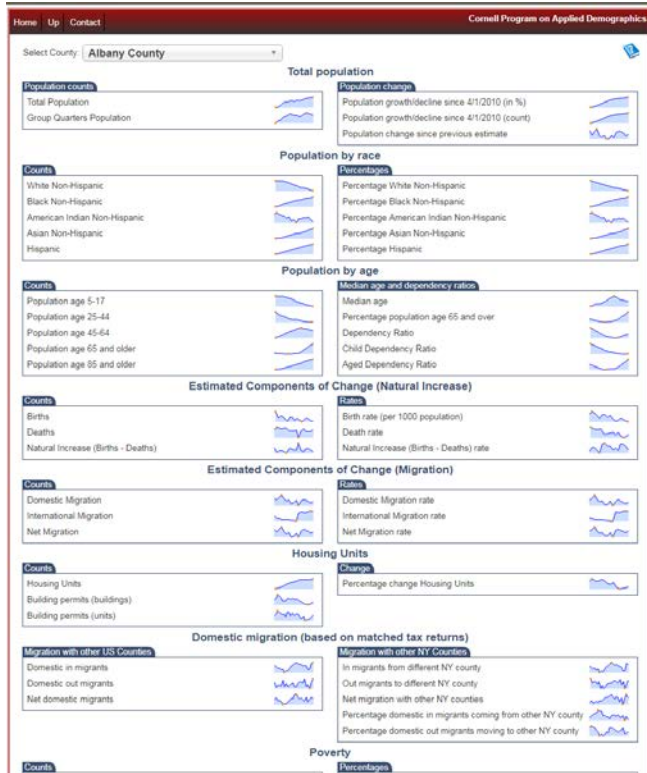 Home Up Contact
Cornell Program on Applied Demographics
Select County: Albany County
Total population
Population counts
Total Population
Group Quarters Population
Population change
Population growth/decline since 4/1/2010 (in %)
Population growth/decline since 4/1/2010 (count)
Population change since previous estimate
Population by race
Counts
White Non-Hispanic
Black Non-Hispanic
American Indian Non-Hispanic
Asian Non-Hispanic
Hispanic
Percentages
Percentage White Non-Hispanic
Percentage Black Non-Hispanic
Percentage American Indian Non-Hispanic
Percentage Asian Non-Hispanic
Percentage Hispanic
Population by age
Counts
Population age 5-17
Population age 25-44
Population age 45-64
Population age 65 and older
Population age 85 and older
Median age and dependency ratios
Median age
Percentage population age 65 and over
Dependency Ratio
Child Dependency Ratio
Aged Dependency Ratio
Estimated Components of Change (Natural Increase)
Counts
Births
Deaths
Natural Increase (Births - Deaths)
Rates
Birth rate (per 1000 population)
Death rate
Natural Increase (Births - Deaths) rate
Estimated Components of Change (Migration)
Counts
Domestic Migration
International Migration
Net Migration
Rates
Domestic Migration rate
International Migration rate
Net Migration rate
Housing Units
Counts
Housing Units
Building permits (buildings)
Building permits (units)
Change
Percentage change Housing Units
Domestic migration (based on matched tax returns)
Migration with other US Counties
Domestic in migrants
Domestic out migrants
Net domestic migrants
Migration with other NY Counties
In migrants from different NY county
Out migrants to different NY county
Net migration with other NY counties
Percentage domestic in migrants coming from other NY county
Percentage domestic out migrants moving to other NY county
Poverty
Counts
Percentages